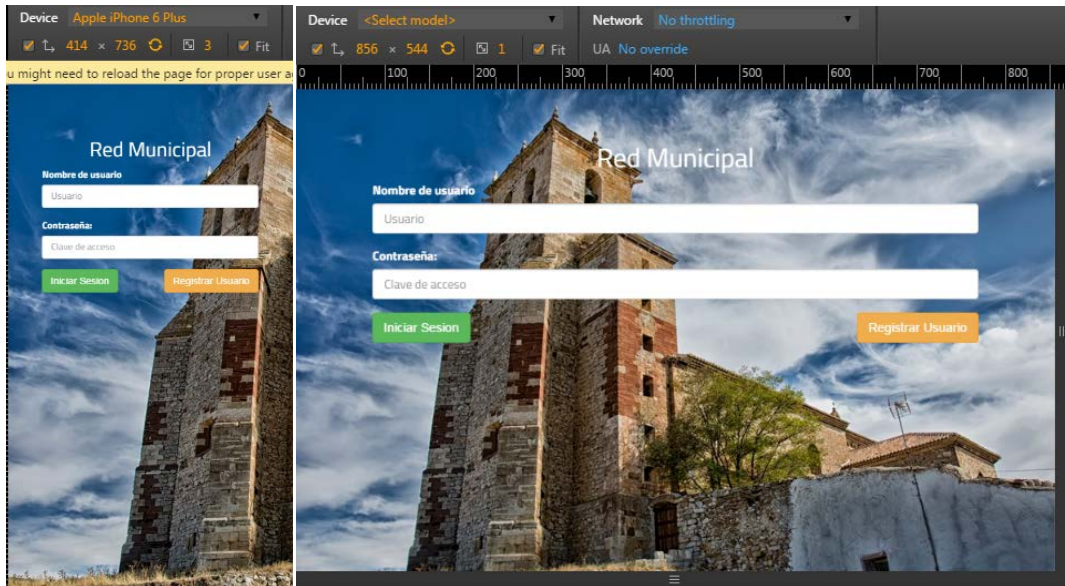 Device Apple iPhone 6 Plus
414 × 736 3 Fit
u might need to reload the page for proper user a
Red Municipal
Nombre de usuario
Usuario
Contraseña:
Clave de acceso
Iniciar Sesion Registrar Usuario
Device <Select model> Network No throttling
856 × 544 1 Fit UA No override
0 100 200 300 400 500 600 700 800
Red Municipal
Nombre de usuario
Usuario
Contraseña:
Clave de acceso
Iniciar Sesion Registrar Usuario